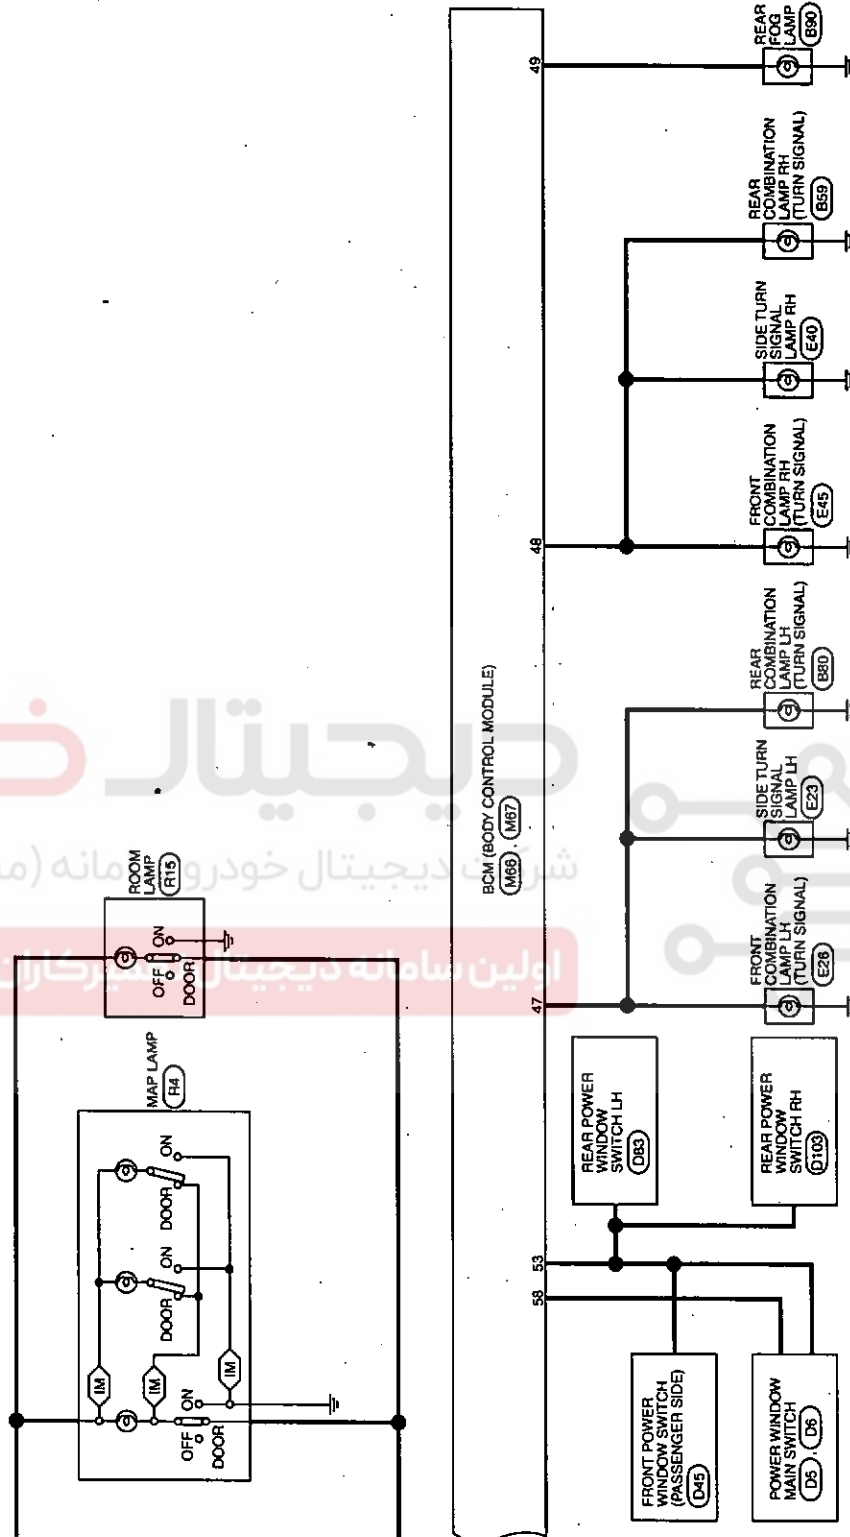 REAR
FOG
LAMP
B90
49
REAR
COMBINATION
LAMP RH
(TURN SIGNAL)
B59
SIDE TURN
SIGNAL
LAMP RH
E40
FRONT
COMBINATION
LAMP RH
(TURN SIGNAL)
E45
48
REAR
COMBINATION
LAMP LH
(TURN SIGNAL)
B80
SIDE TURN
SIGNAL
LAMP LH
E23
FRONT
COMBINATION
LAMP LH
(TURN SIGNAL)
E26
47
BCM (BODY CONTROL MODULE)
M66 , M67
دیجیتال
شرکت دیجیتال خودرو
اولین سامانه دیجیتال
ROOM
LAMP
R15
ON
OFF
DOOR
MAP LAMP
R4
ON
DOOR
ON
DOOR
IM
IM
IM
ON
OFF
DOOR
REAR POWER
WINDOW
SWITCH LH
D83
REAR POWER
WINDOW
SWITCH RH
D103
53
58
FRONT POWER
WINDOW SWITCH
(PASSENGER SIDE)
D45
POWER WINDOW
MAIN SWITCH
D5 , D6